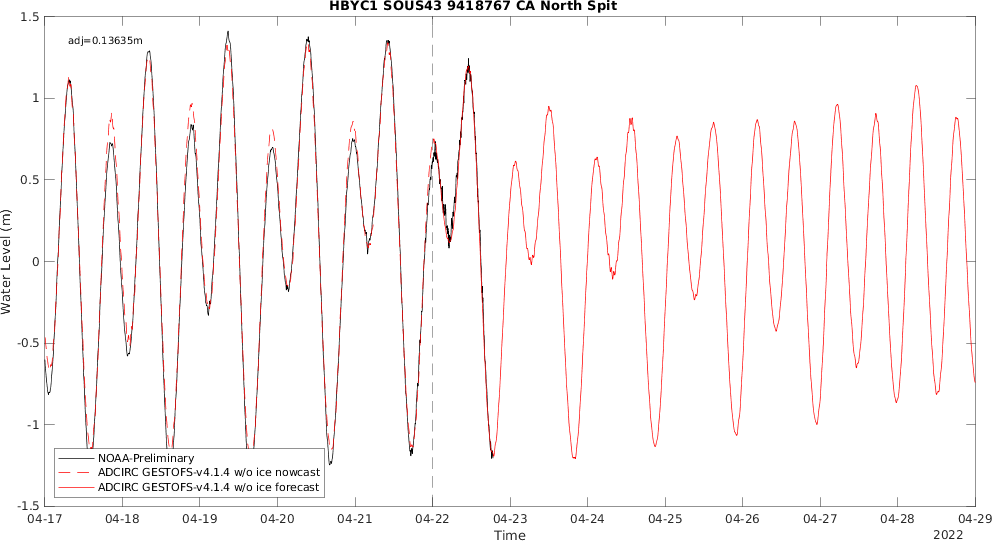 HBYC1 SOUS43 9418767 CA North Spit
adj=0.13635m
1.5
1
0.5
0
-0.5
-1
-1.5
Water Level (m)
NOAA-Preliminary
ADCIRC GESTOFS-v4.1.4 w/o ice nowcast
ADCIRC GESTOFS-v4.1.4 w/o ice forecast
04-17 04-18 04-19 04-20 04-21 04-22 04-23 04-24 04-25 04-26 04-27 04-28 04-29
Time
2022